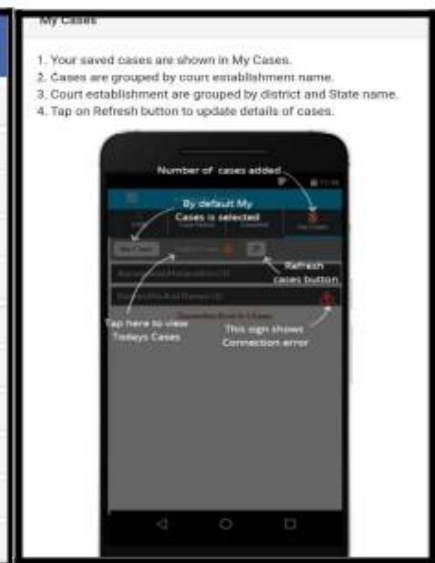 My Cases
1. Your saved cases are shown in My Cases.
2. Cases are grouped by court establishment name.
3. Court establishment are grouped by district and State name.
4. Tap on Refresh button to update details of cases.
Number of cases added
By default My
Cases is selected
My Cases
Refresh
cases button
Tap here to view
Todays Cases
This sign shows
Connection error